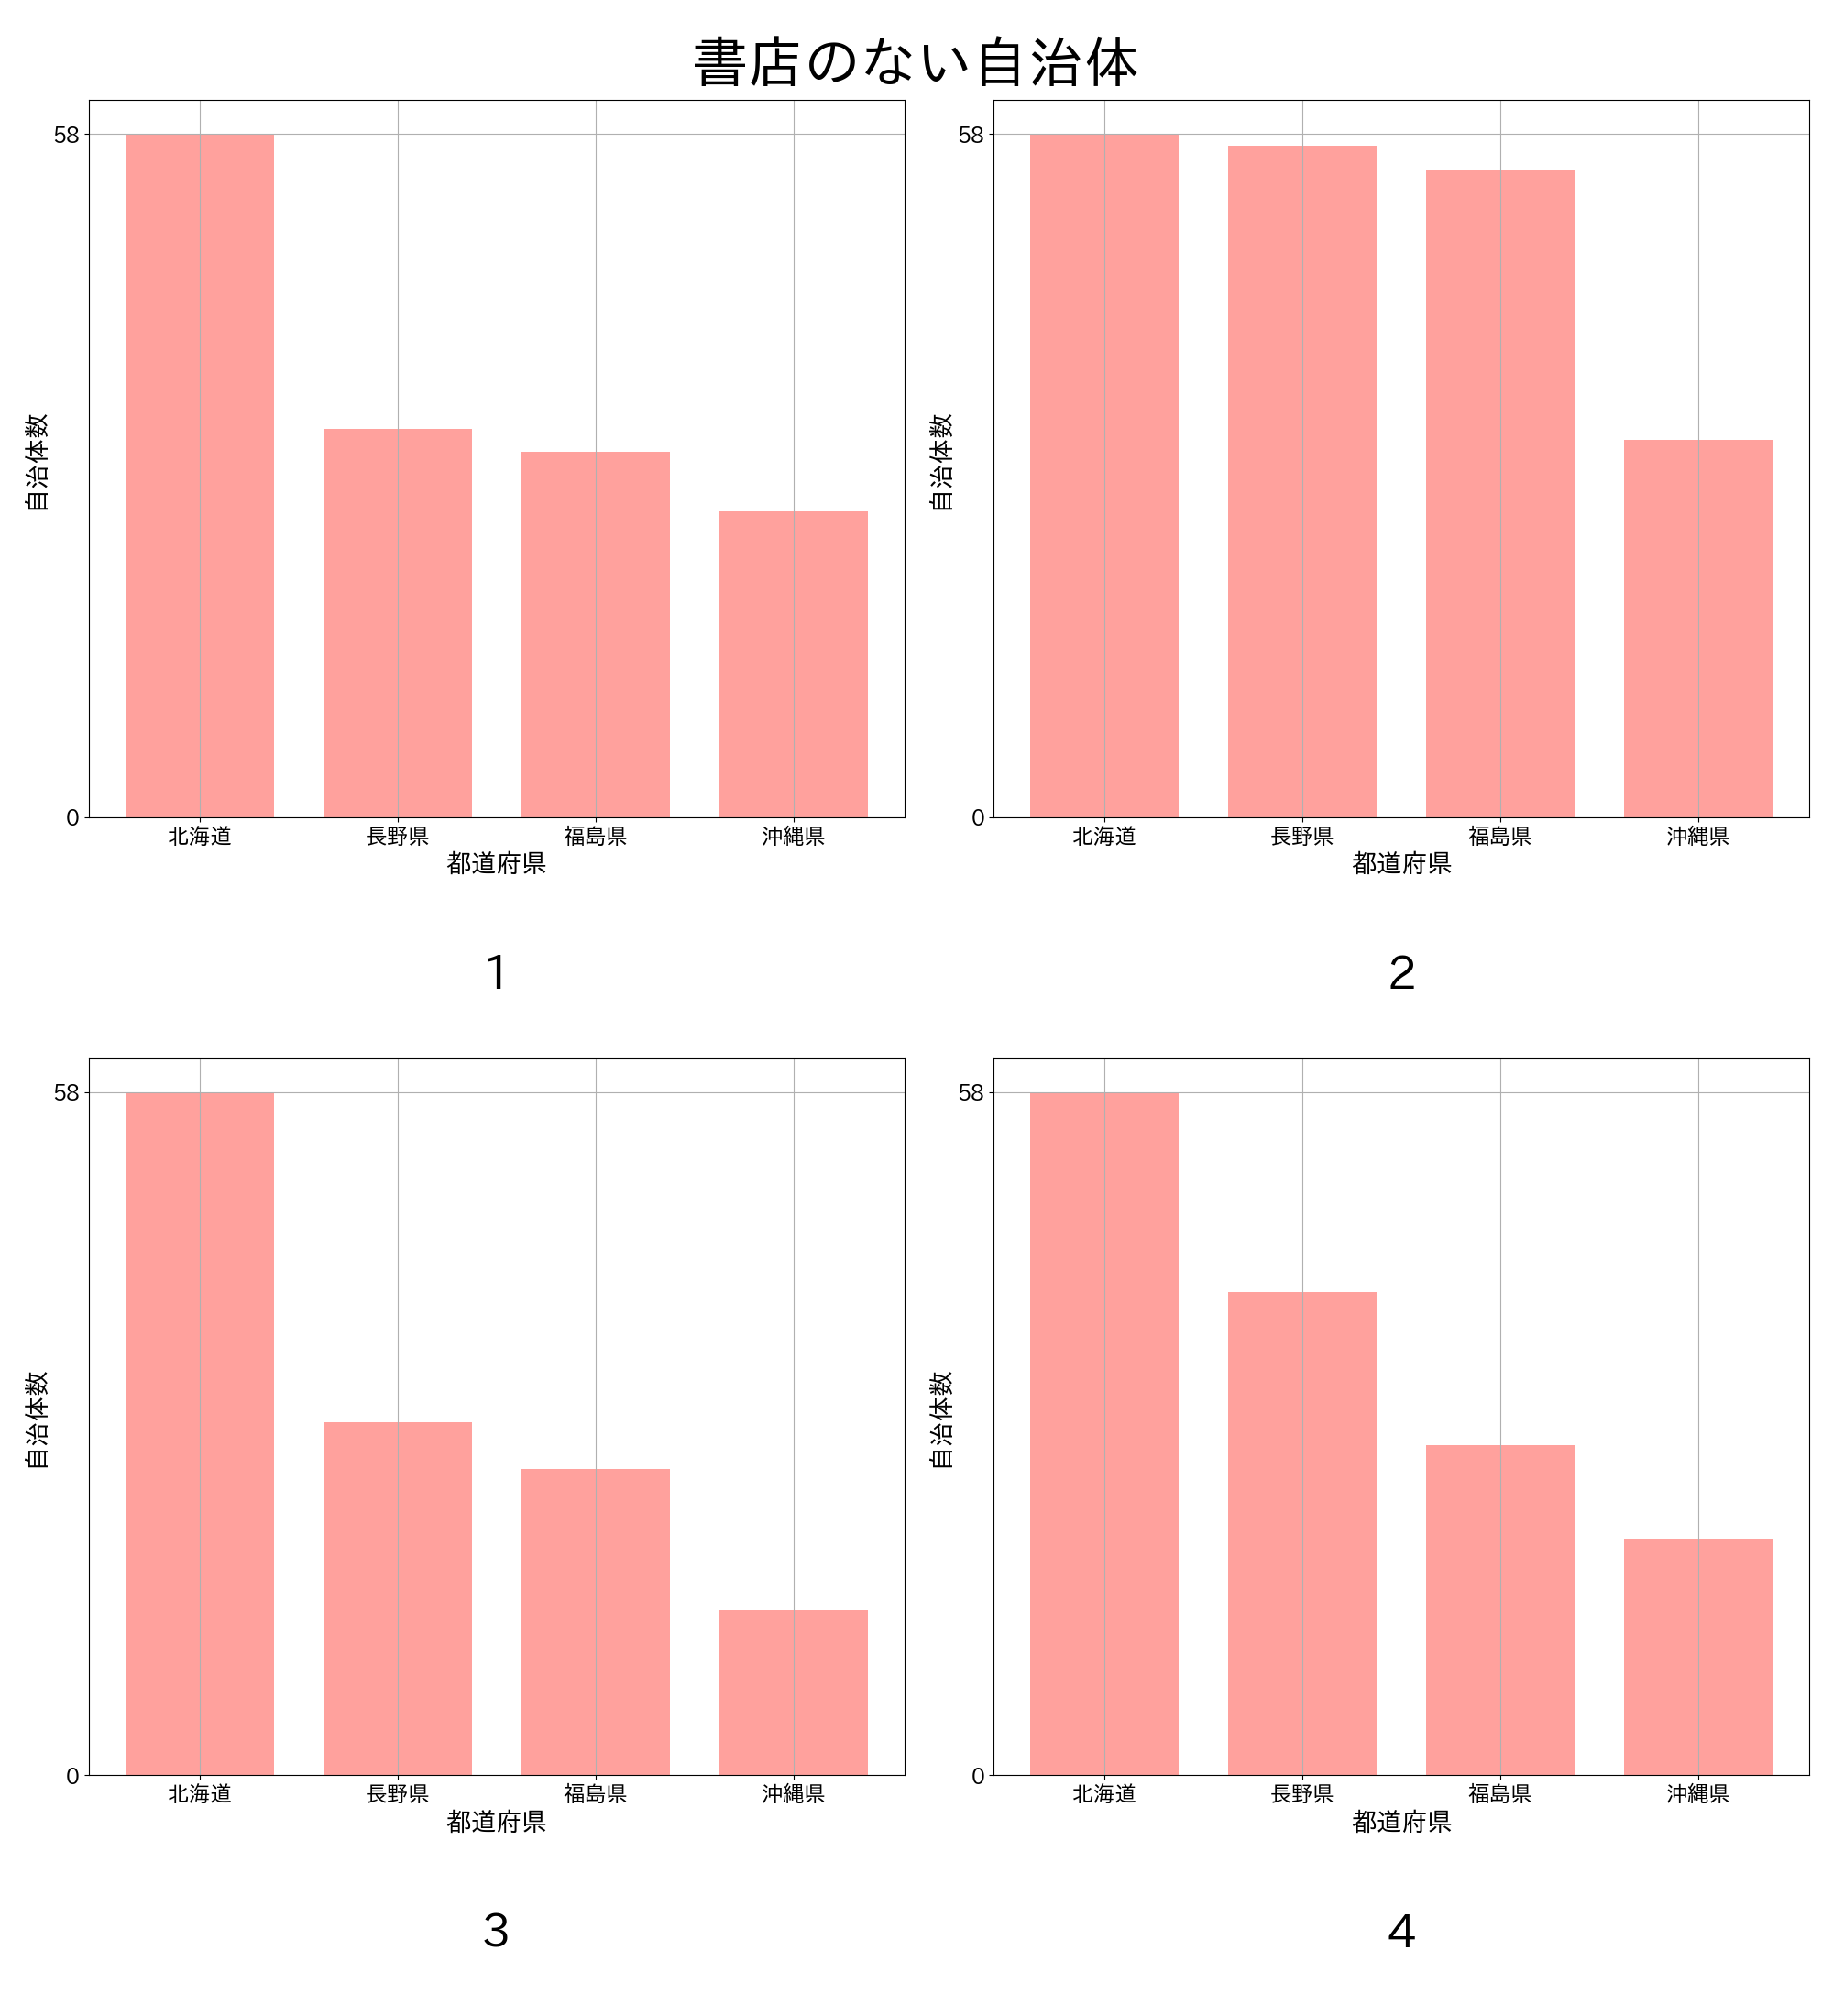 書店のない自治体
58
0
自治体数
北海道 長野県 福島県 沖縄県
都道府県
1
58
0
自治体数
北海道 長野県 福島県 沖縄県
都道府県
2
58
0
自治体数
北海道 長野県 福島県 沖縄県
都道府県
3
58
0
自治体数
北海道 長野県 福島県 沖縄県
都道府県
4